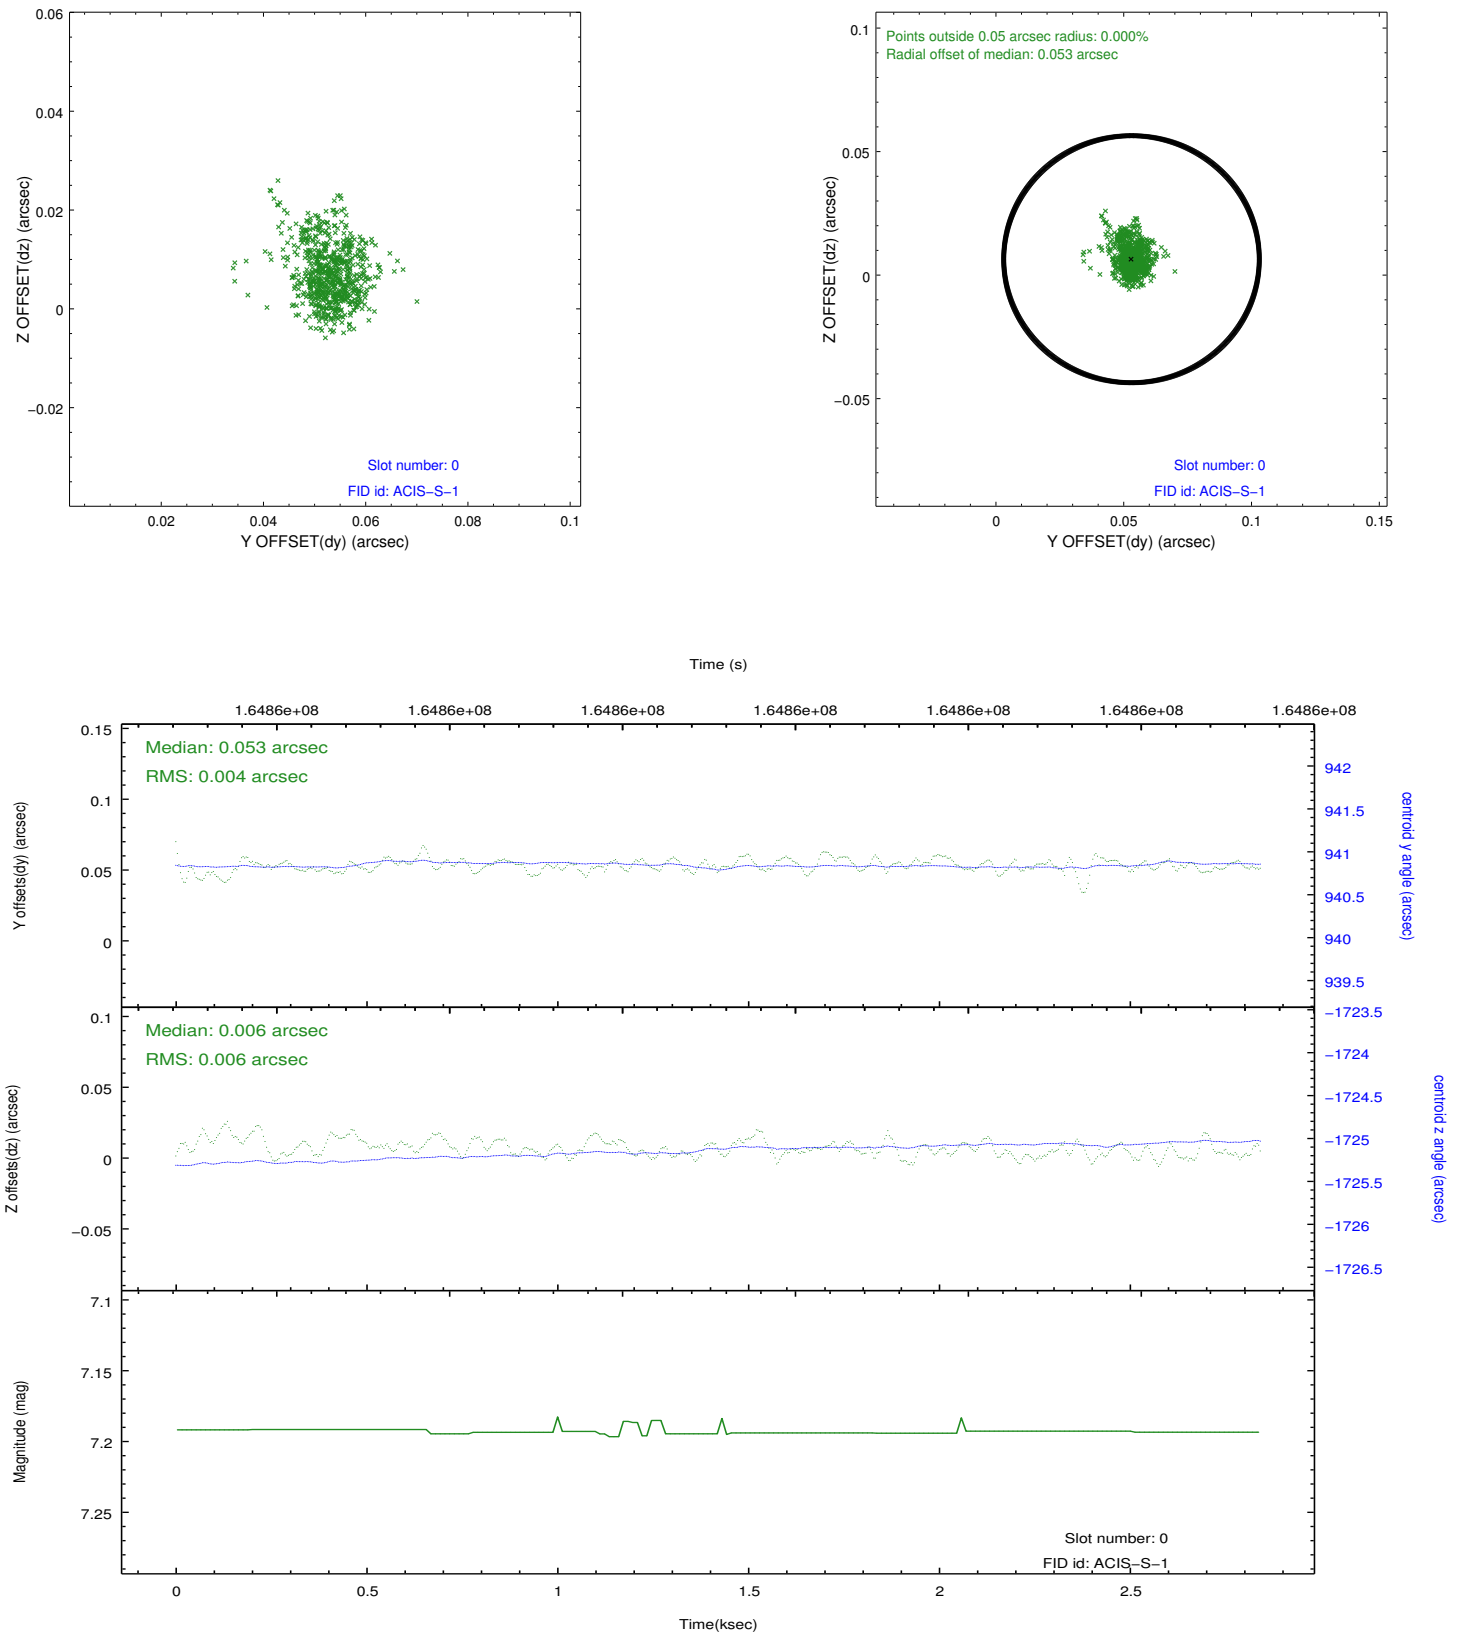 0.06
0.04
0.02
0
−0.02
Z OFFSET(dz) (arcsec)
Slot number: 0
FID id: ACIS−S−1
0.02
0.04
0.06
0.08
0.1
Y OFFSET(dy) (arcsec)
Points outside 0.05 arcsec radius: 0.000%
Radial offset of median: 0.053 arcsec
0.1
0.05
0
−0.05
Z OFFSET(dz) (arcsec)
Slot number: 0
FID id: ACIS−S−1
0
0.05
0.1
0.15
Y OFFSET(dy) (arcsec)
Time (s)
1.6486e+08
1.6486e+08
1.6486e+08
1.6486e+08
1.6486e+08
1.6486e+08
1.6486e+08
Median: 0.053 arcsec
RMS: 0.004 arcsec
0.15
0.1
0.05
0
Y offsets(dy) (arcsec)
942
941.5
941
940.5
940
939.5
centroid y angle (arcsec)
Median: 0.006 arcsec
RMS: 0.006 arcsec
0.1
0.05
0
−0.05
Z offsets(dz) (arcsec)
−1723.5
−1724
−1724.5
−1725
−1725.5
−1726
−1726.5
centroid z angle (arcsec)
7.1
7.15
7.2
7.25
Magnitude (mag)
Slot number: 0
FID id: ACIS−S−1
0
0.5
1
1.5
2
2.5
Time(ksec)